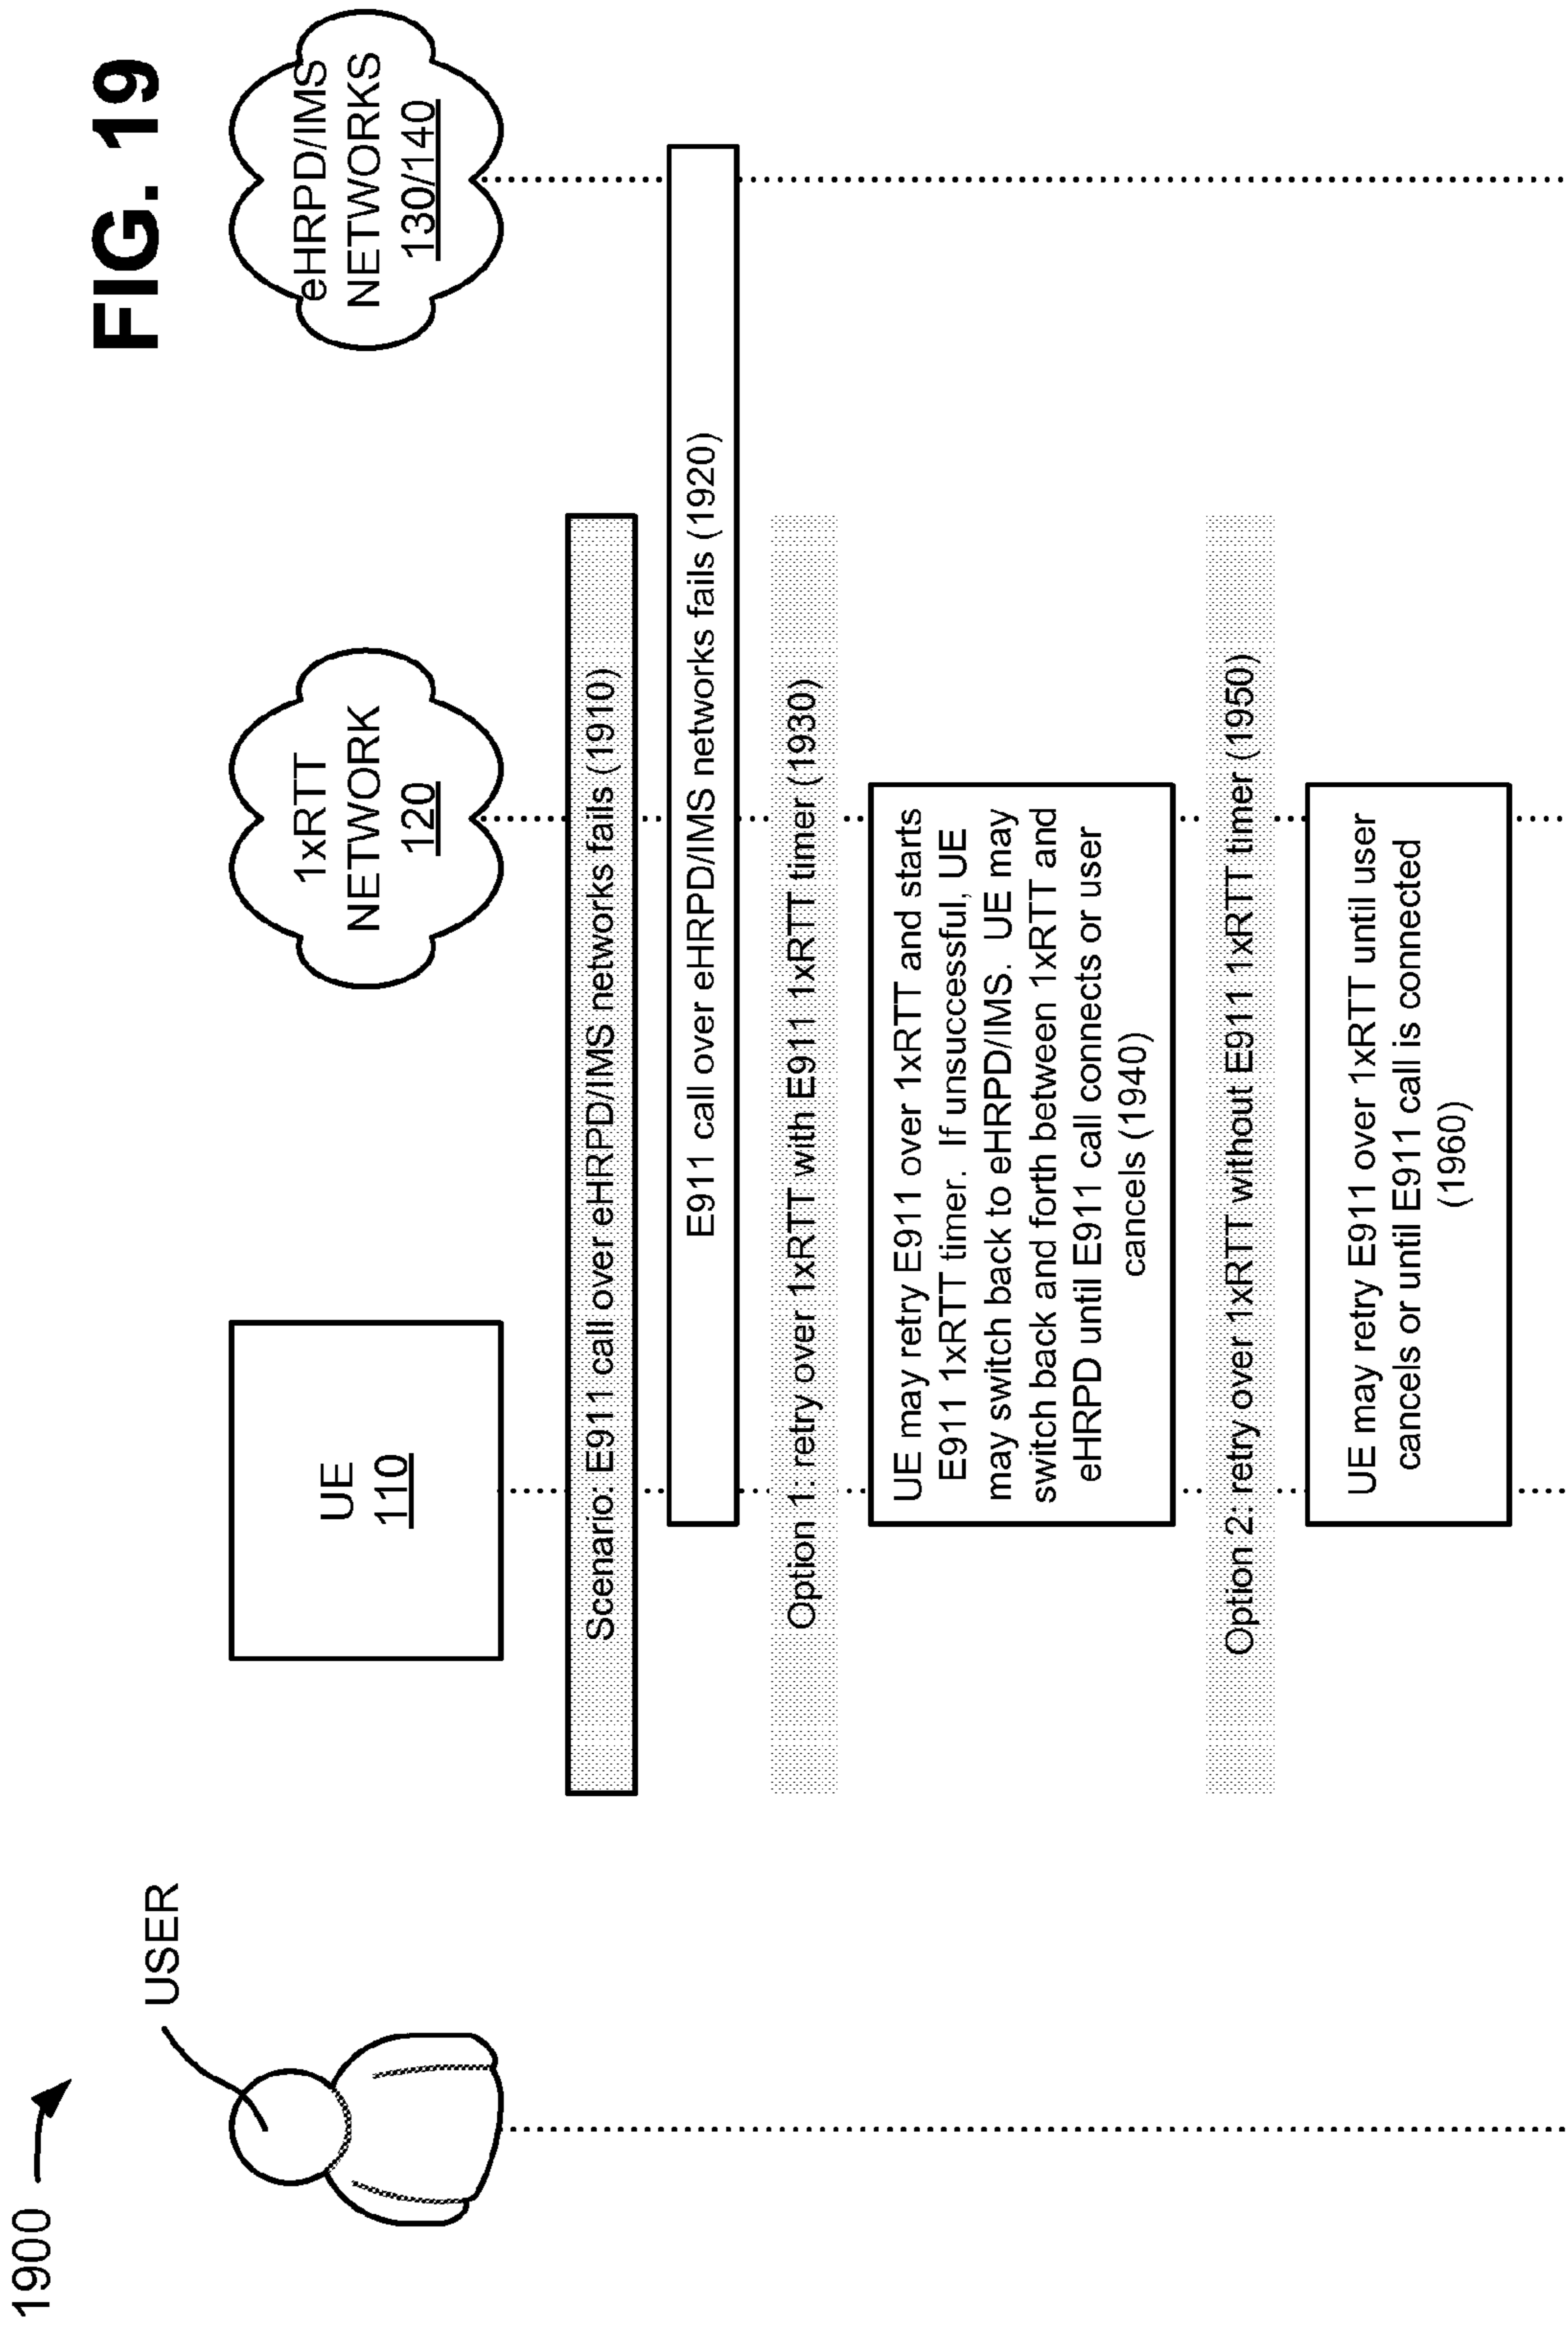 1900
FIG. 19
USER
UE
110
1xRTT
NETWORK
120
eHRPD/IMS
NETWORKS
130/140
Scenario: E911 call over eHRPD/IMS networks fails (1910)
E911 call over eHRPD/IMS networks fails (1920)
Option 1: retry over 1xRTT with E911 1xRTT timer (1930)
UE may retry E911 over 1xRTT and starts
E911 1xRTT timer. If unsuccessful, UE
may switch back to eHRPD/IMS. UE may
switch back and forth between 1xRTT and
eHRPD until E911 call connects or user
cancels (1940)
Option 2: retry over 1xRTT without E911 1xRTT timer (1950)
UE may retry E911 over 1xRTT until user
cancels or until E911 call is connected
(1960)